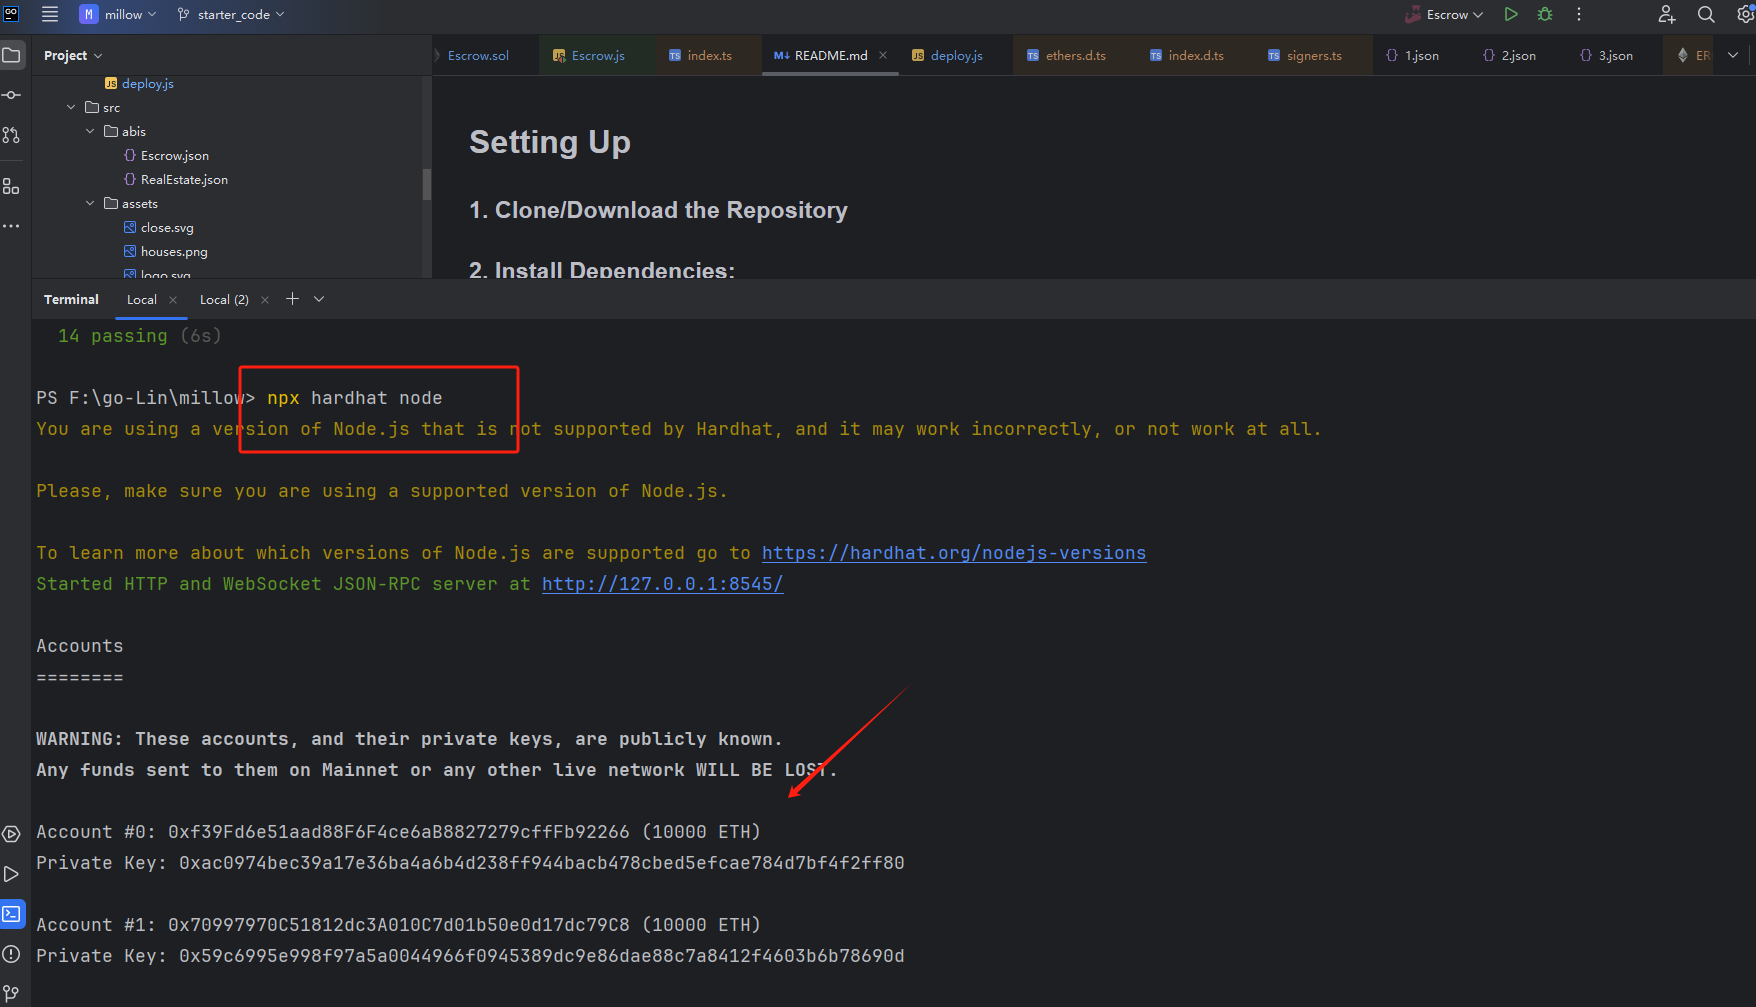 GO
M millow
starter_code
Escrow
Project
Escrow.sol
JS Escrow.js
TS index.ts
M↓ README.md
JS deploy.js
TS ethers.d.ts
TS index.d.ts
TS signers.ts
{} 1.json
{} 2.json
{} 3.json
ER
JS deploy.js
src
abis
{} Escrow.json
{} RealEstate.json
assets
close.svg
houses.png
logo.svg
Setting Up
1. Clone/Download the Repository
2. Install Dependencies:
Terminal
Local
Local (2)
14 passing (6s)
PS F:\go-Lin\millow> npx hardhat node
You are using a version of Node.js that is not supported by Hardhat, and it may work incorrectly, or not work at all.
Please, make sure you are using a supported version of Node.js.
To learn more about which versions of Node.js are supported go to https://hardhat.org/nodejs-versions
Started HTTP and WebSocket JSON-RPC server at http://127.0.0.1:8545/
Accounts
========
WARNING: These accounts, and their private keys, are publicly known.
Any funds sent to them on Mainnet or any other live network WILL BE LOST.
Account #0: 0xf39Fd6e51aad88F6F4ce6aB8827279cffFb92266 (10000 ETH)
Private Key: 0xac0974bec39a17e36ba4a6b4d238ff944bacb478cbed5efcae784d7bf4f2ff80
Account #1: 0x70997970C51812dc3A010C7d01b50e0d17dc79C8 (10000 ETH)
Private Key: 0x59c6995e998f97a5a0044966f0945389dc9e86dae88c7a8412f4603b6b78690d